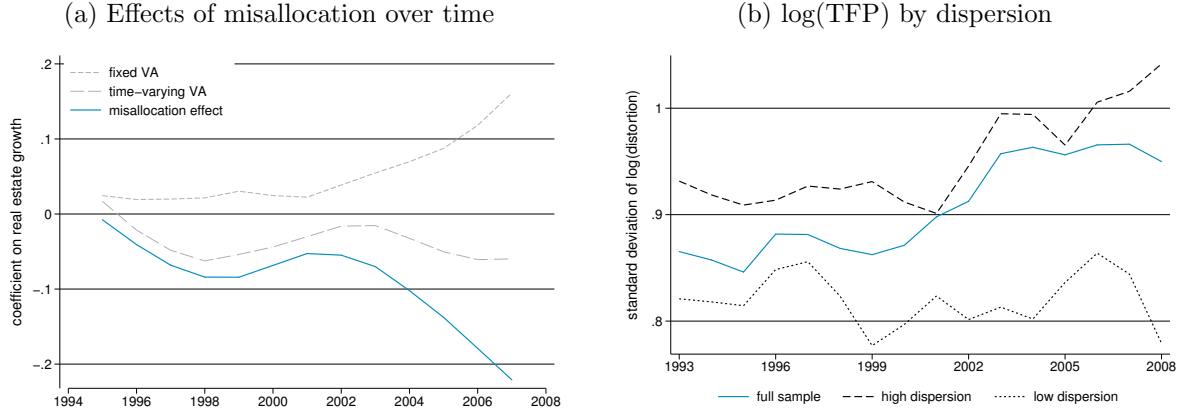 (a) Effects of misallocation over time
.2
.1
0
-.1
-.2
coefficient on real estate growth
fixed VA
time-varying VA
misallocation effect
1994 1996 1998 2000 2002 2004 2006 2008
(b) log(TFP) by dispersion
1
.9
.8
standard deviation of log(distortion)
1993 1996 1999 2002 2005 2008
full sample high dispersion low dispersion